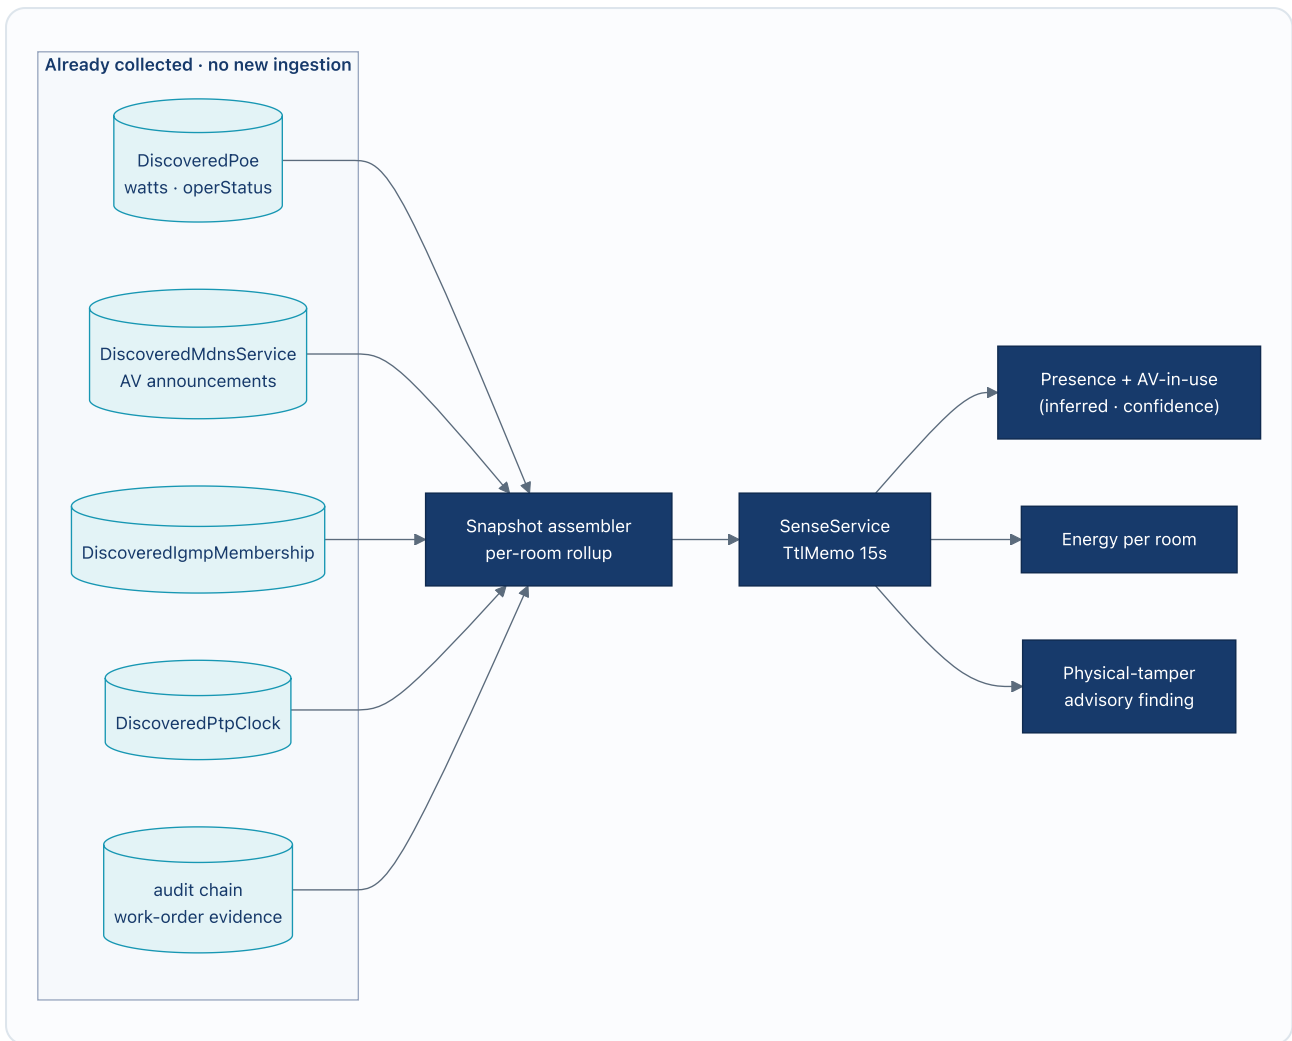 Already collected · no new ingestion
DiscoveredPoe
watts · operStatus
DiscoveredMdnsService
AV announcements
DiscoveredIgmpMembership
DiscoveredPtpClock
audit chain
work-order evidence
Snapshot assembler
per-room rollup
SenseService
TtlMemo 15s
Presence + AV-in-use
(inferred · confidence)
Energy per room
Physical-tamper
advisory finding